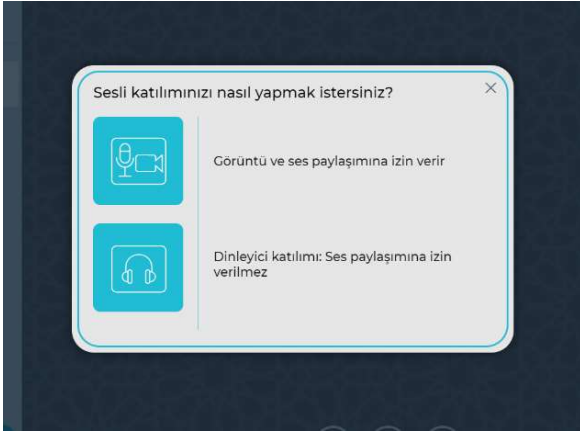 Sesli katılımınızı nasıl yapmak istersiniz?
Görüntü ve ses paylaşımına izin verir
Dinleyici katılımı: Ses paylaşımına izin
verilmez